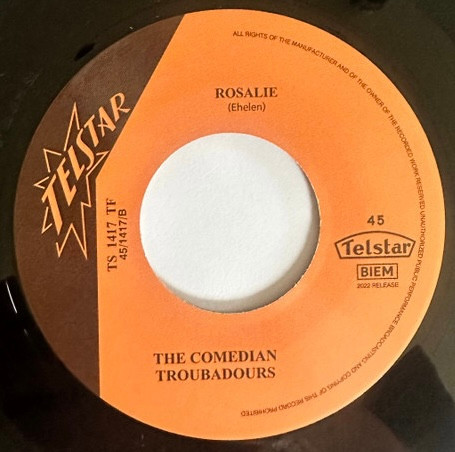 ALL RIGHTS OF THE MANUFACTURER AND OF THE OWNER OF THE RECORDED WORK RESERVED UNAUTHORIZED PUBLIC PERFORMANCE BROADCASTING AND COPYING OF THIS RECORD PROHIBITED
ROSALIE
(Ehelen)
TELSTAR
TS 1417 TF
45/1417/B
45
Telstar
BIEM
2022 RELEASE
THE COMEDIAN
TROUBADOURS